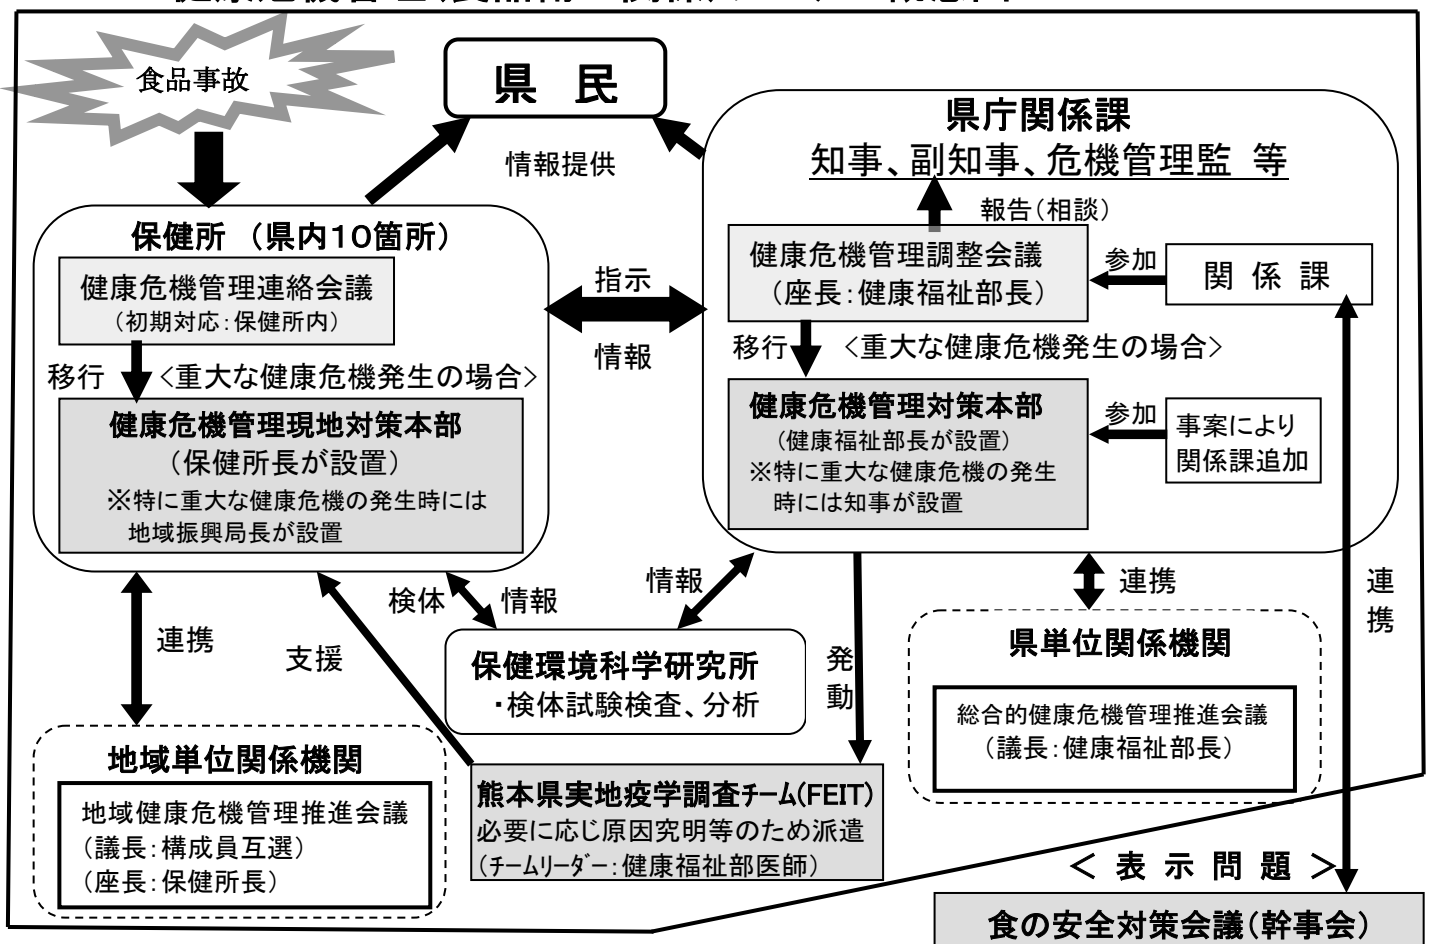 食品事故
県 民
情報提供
県庁関係課
知事、副知事、危機管理監 等
報告（相談）
保健所 （県内１０箇所）
健康危機管理連絡会議
（初期対応：保健所内）
移行 ＜重大な健康危機発生の場合＞
健康危機管理現地対策本部
（保健所長が設置）
※特に重大な健康危機の発生時には
地域振興局長が設置
指示
情報
健康危機管理調整会議
（座長：健康福祉部長）
参加
関 係 課
移行 ＜重大な健康危機発生の場合＞
健康危機管理対策本部
（健康福祉部長が設置）
※特に重大な健康危機の発生
時には知事が設置
参加
事案により
関係課追加
連携
支援
検体 情報
情報
保健環境科学研究所
・検体試験検査、分析
発動
連携
連携
県単位関係機関
総合的健康危機管理推進会議
（議長：健康福祉部長）
地域単位関係機関
地域健康危機管理推進会議
（議長：構成員互選）
（座長：保健所長）
熊本県実地疫学調査ﾁｰﾑ(FEIT)
必要に応じ原因究明等のため派遣
（ﾁｰﾑﾘｰﾀﾞｰ：健康福祉部医師）
＜ 表 示 問 題 ＞
食の安全対策会議（幹事会）